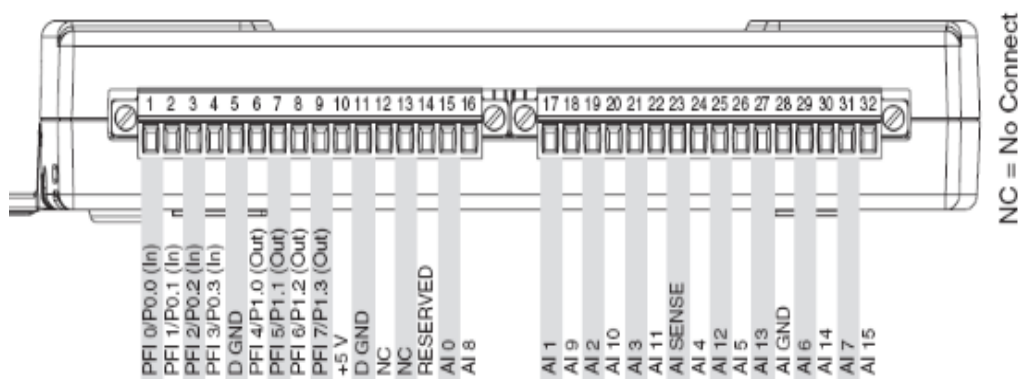 1 2 3 4 5 6 7 8 9 10 11 12 13 14 15 16
17 18 19 20 21 22 23 24 25 26 27 28 29 30 31 32
PFI 0/P0.0 (In)
PFI 1/P0.1 (In)
PFI 2/P0.2 (In)
PFI 3/P0.3 (In)
D GND
PFI 4/P1.0 (Out)
PFI 5/P1.1 (Out)
PFI 6/P1.2 (Out)
PFI 7/P1.3 (Out)
+5 V
D GND
NC
NC
RESERVED
AI 0
AI 8
AI 1
AI 9
AI 2
AI 10
AI 3
AI 11
AI SENSE
AI 4
AI 12
AI 5
AI 13
AI GND
AI 6
AI 14
AI 7
AI 15
NC = No Connect